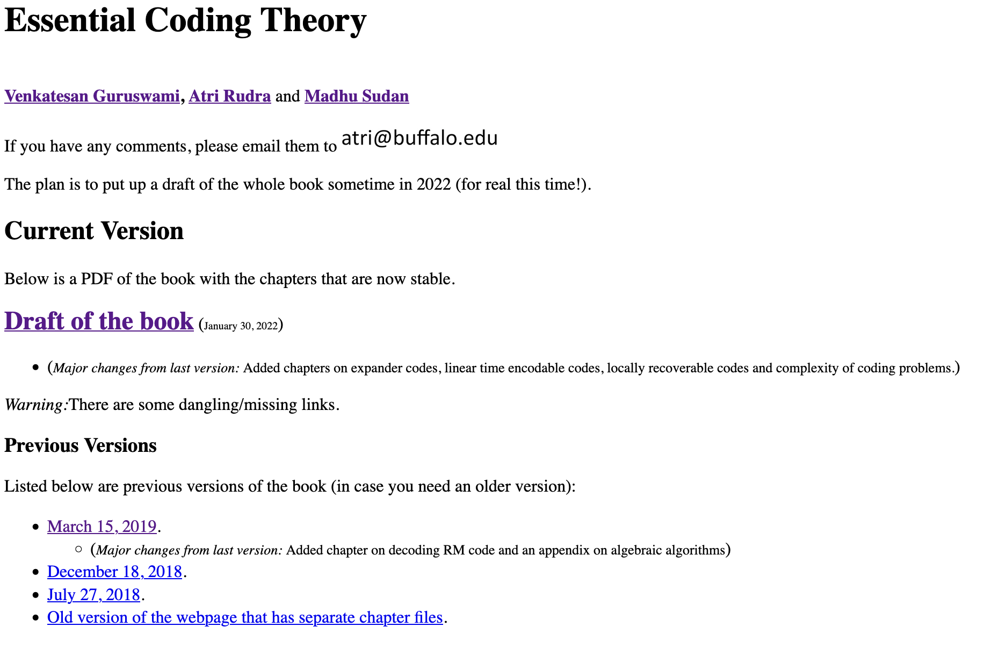 Essential Coding Theory
Venkatesan Guruswami, Atri Rudra and Madhu Sudan
If you have any comments, please email them to atri@buffalo.edu
The plan is to put up a draft of the whole book sometime in 2022 (for real this time!).
Current Version
Below is a PDF of the book with the chapters that are now stable.
Draft of the book (January 30, 2022)
• (Major changes from last version: Added chapters on expander codes, linear time encodable codes, locally recoverable codes and complexity of coding problems.)
Warning:There are some dangling/missing links.
Previous Versions
Listed below are previous versions of the book (in case you need an older version):
• March 15, 2019.
○ (Major changes from last version: Added chapter on decoding RM code and an appendix on algebraic algorithms)
• December 18, 2018.
• July 27, 2018.
• Old version of the webpage that has separate chapter files.